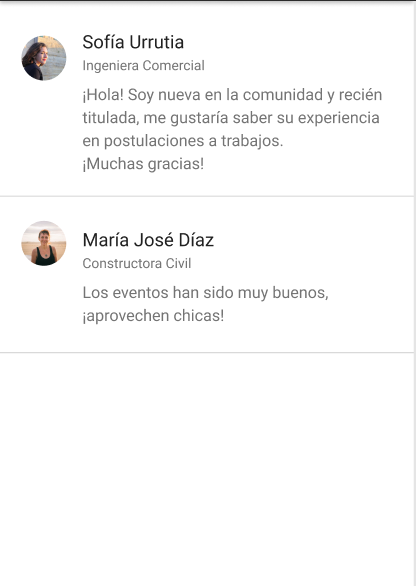 Sofía Urrutia
Ingeniera Comercial
¡Hola! Soy nueva en la comunidad y recién
titulada, me gustaría saber su experiencia
en postulaciones a trabajos.
¡Muchas gracias!
María José Díaz
Constructora Civil
Los eventos han sido muy buenos,
¡aprovechen chicas!